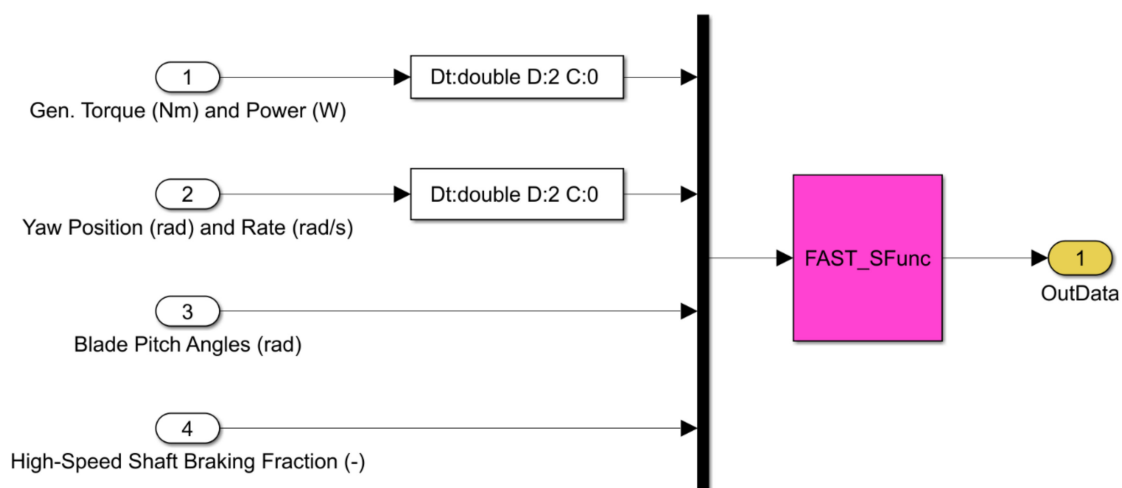 1
Dt:double D:2 C:0
Gen. Torque (Nm) and Power (W)
2
Dt:double D:2 C:0
Yaw Position (rad) and Rate (rad/s)
FAST_SFunc
1
OutData
3
Blade Pitch Angles (rad)
4
High-Speed Shaft Braking Fraction (-)